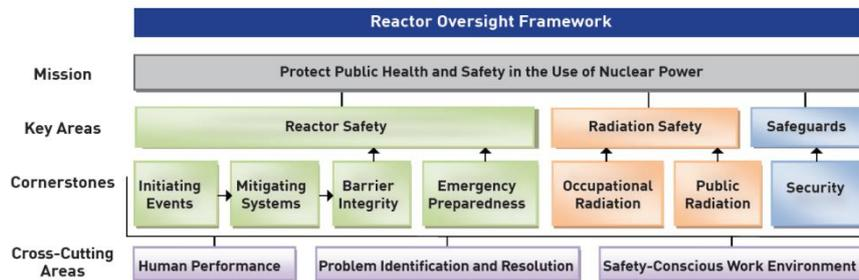 Reactor Oversight Framework
Mission
Protect Public Health and Safety in the Use of Nuclear Power
Key Areas
Reactor Safety
Radiation Safety
Safeguards
Cornerstones
Initiating
Events
Mitigating
Systems
Barrier
Integrity
Emergency
Preparedness
Occupational
Radiation
Public
Radiation
Security
Cross-Cutting
Areas
Human Performance
Problem Identification and Resolution
Safety-Conscious Work Environment